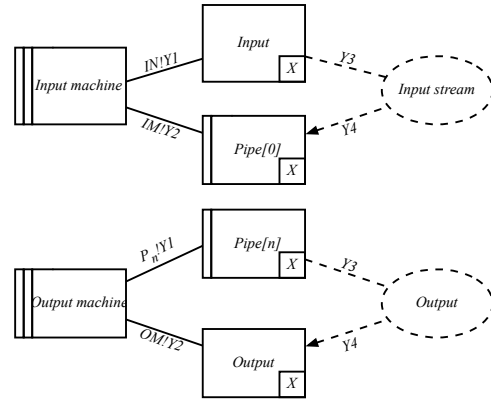 Input
X
IN!Y1
Y3
Input machine
Input stream
IM!Y2
Y4
Pipe[0]
X
P_n!Y1
Pipe[n]
X
Y3
Output machine
Output
OM!Y2
Y4
Output
X